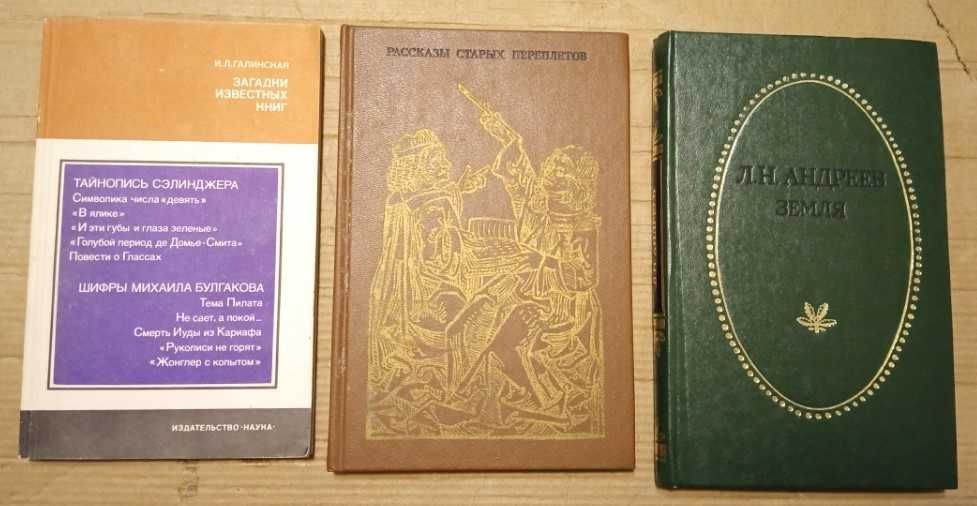 И.Л.ГАЛИНСКАЯ
ЗАГАДКИ
ИЗВЕСТНЫХ
КНИГ
ТАЙНОПИСЬ СЭЛИНДЖЕРА
Символика числа «девять»
«В ялике»
«И эти губы и глаза зеленые»
«Голубой период де Домье-Смита»
Повести о Глассах
ШИФРЫ МИХАИЛА БУЛГАКОВА
Тема Пилата
Не свет, а покой...
Смерть Иуды из Кариафа
«Рукописи не горят»
«Жонглер с копытом»
ИЗДАТЕЛЬСТВО «НАУКА»
РАССКАЗЫ СТАРЫХ ПЕРЕПЛЕТОВ
Л.Н. АНДРЕЕВ
ЗЕМЛЯ